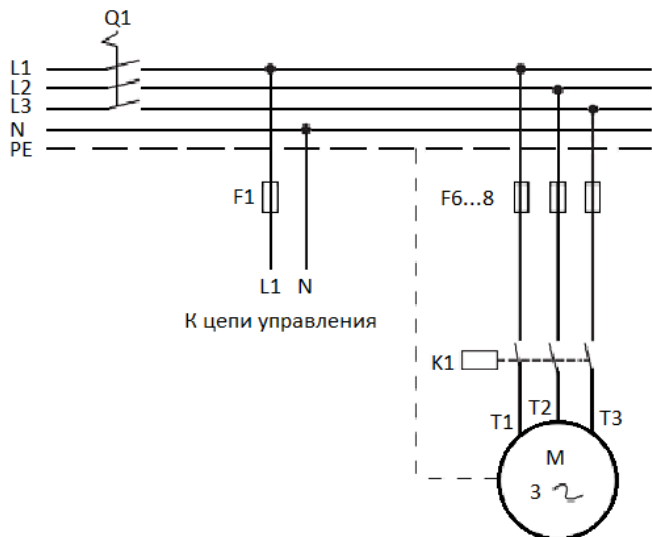 Q1
L1
L2
L3
N
PE
F1
F6...8
L1 N
К цепи управления
K1
T1
T2
T3
M
3